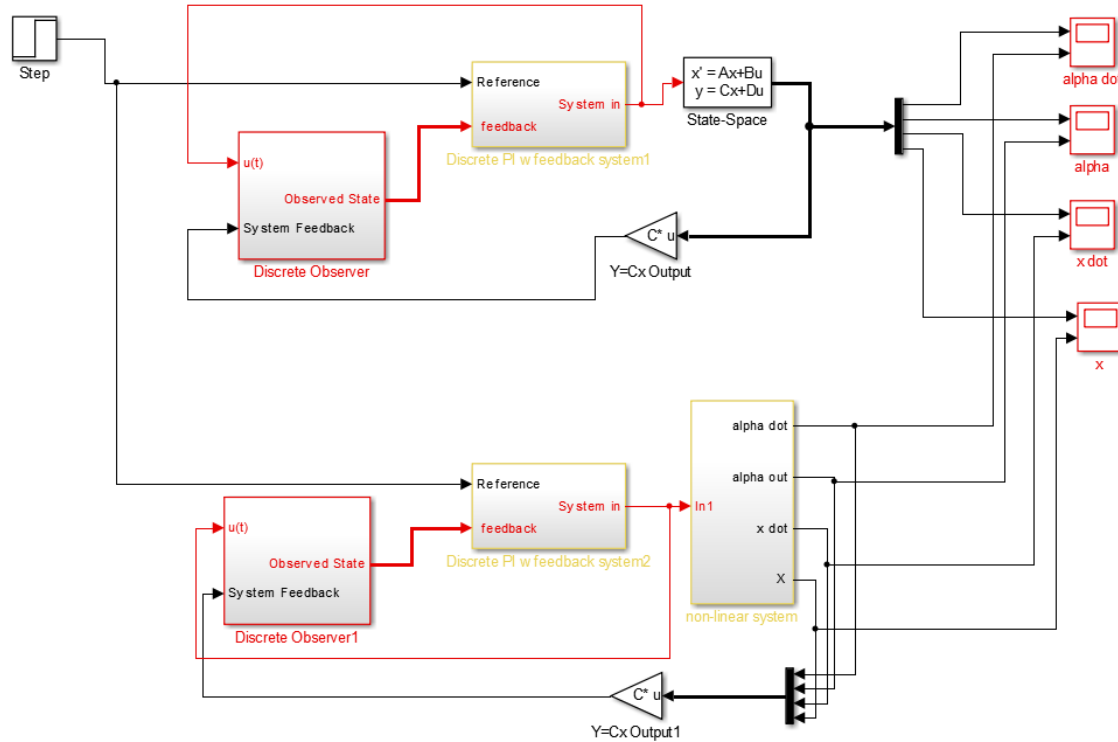 Step
Reference
System in
feedback
Discrete PI w feedback system1
x' = Ax+Bu
y = Cx+Du
State-Space
alpha dot
alpha
x dot
x
u(t)
Observed State
System Feedback
Discrete Observer
C* u
Y=Cx Output
Reference
System in
feedback
Discrete PI w feedback system2
In1
alpha dot
alpha out
x dot
X
non-linear system
u(t)
Observed State
System Feedback
Discrete Observer1
C* u
Y=Cx Output1